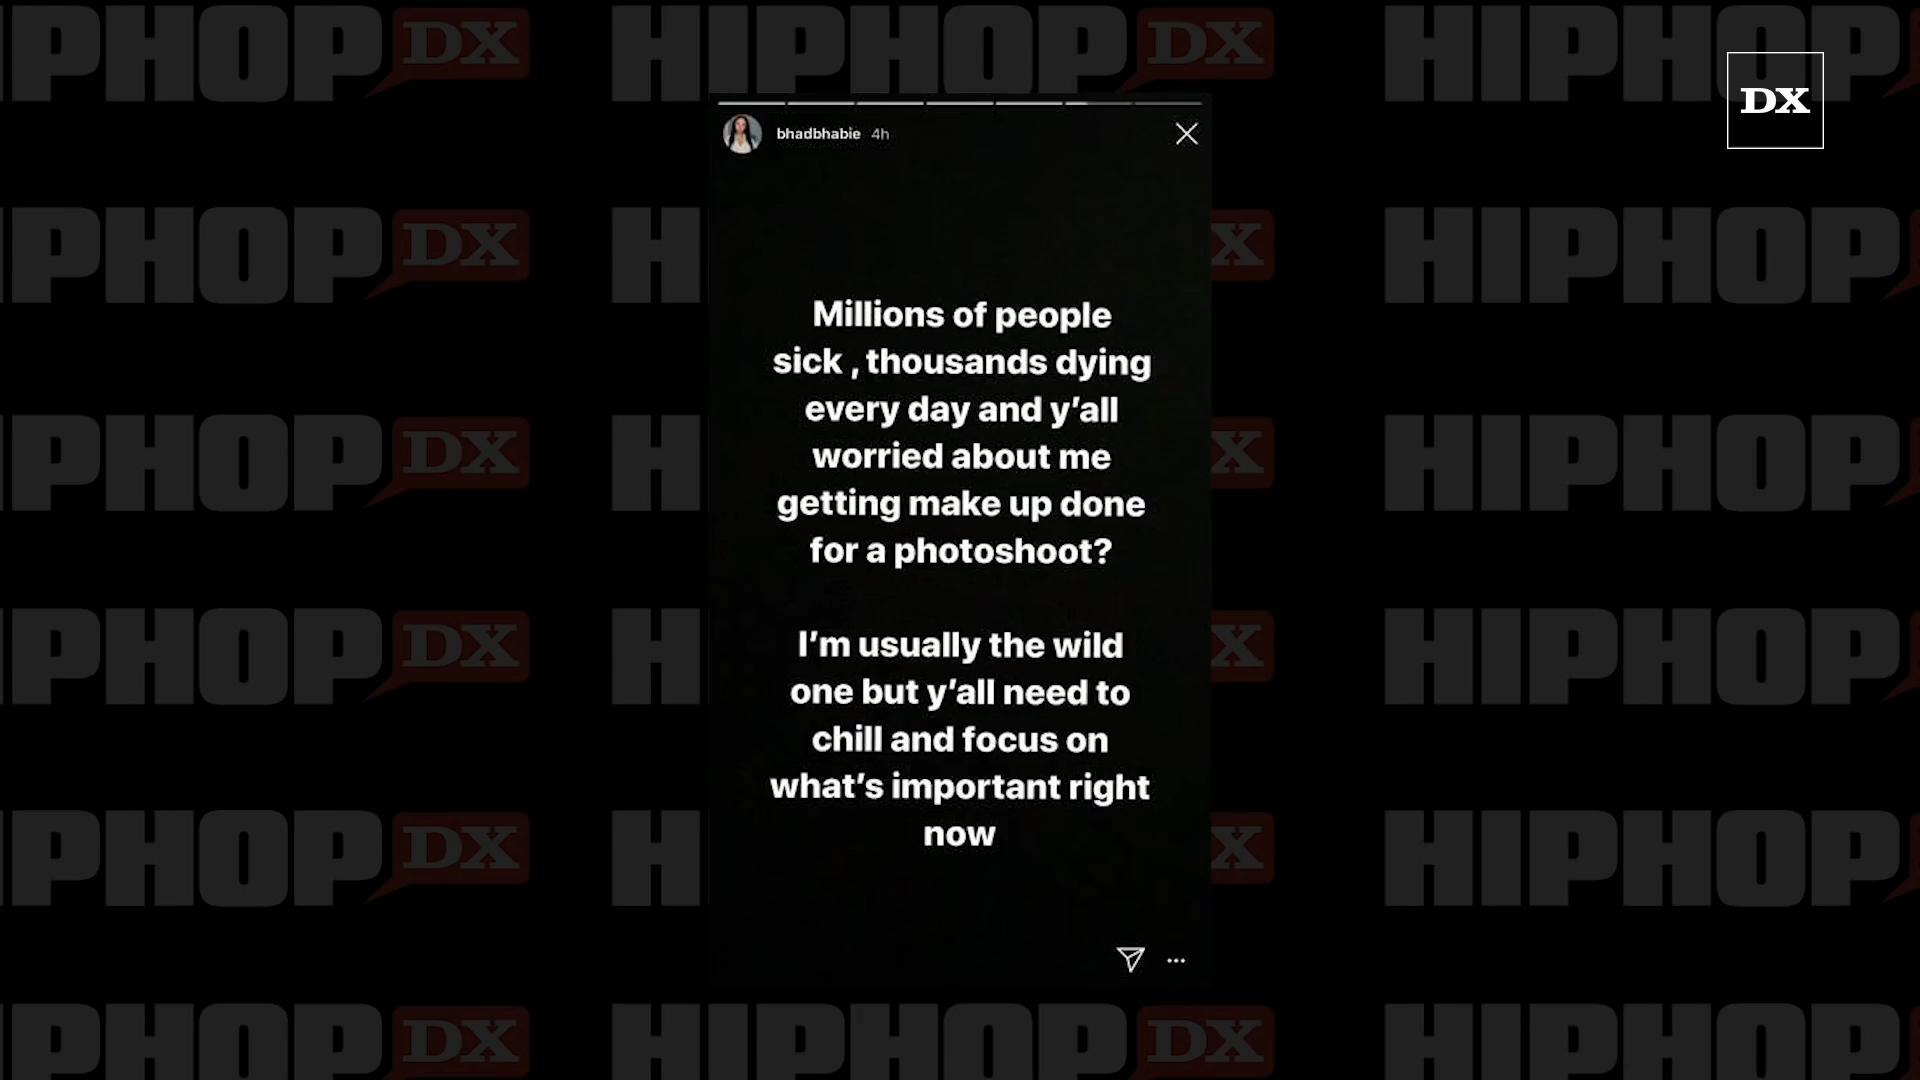 HIPHOP DX
DX
bhadbhabie 4h
Millions of people
sick , thousands dying
every day and y’all
worried about me
getting make up done
for a photoshoot?
I’m usually the wild
one but y’all need to
chill and focus on
what’s important right
now